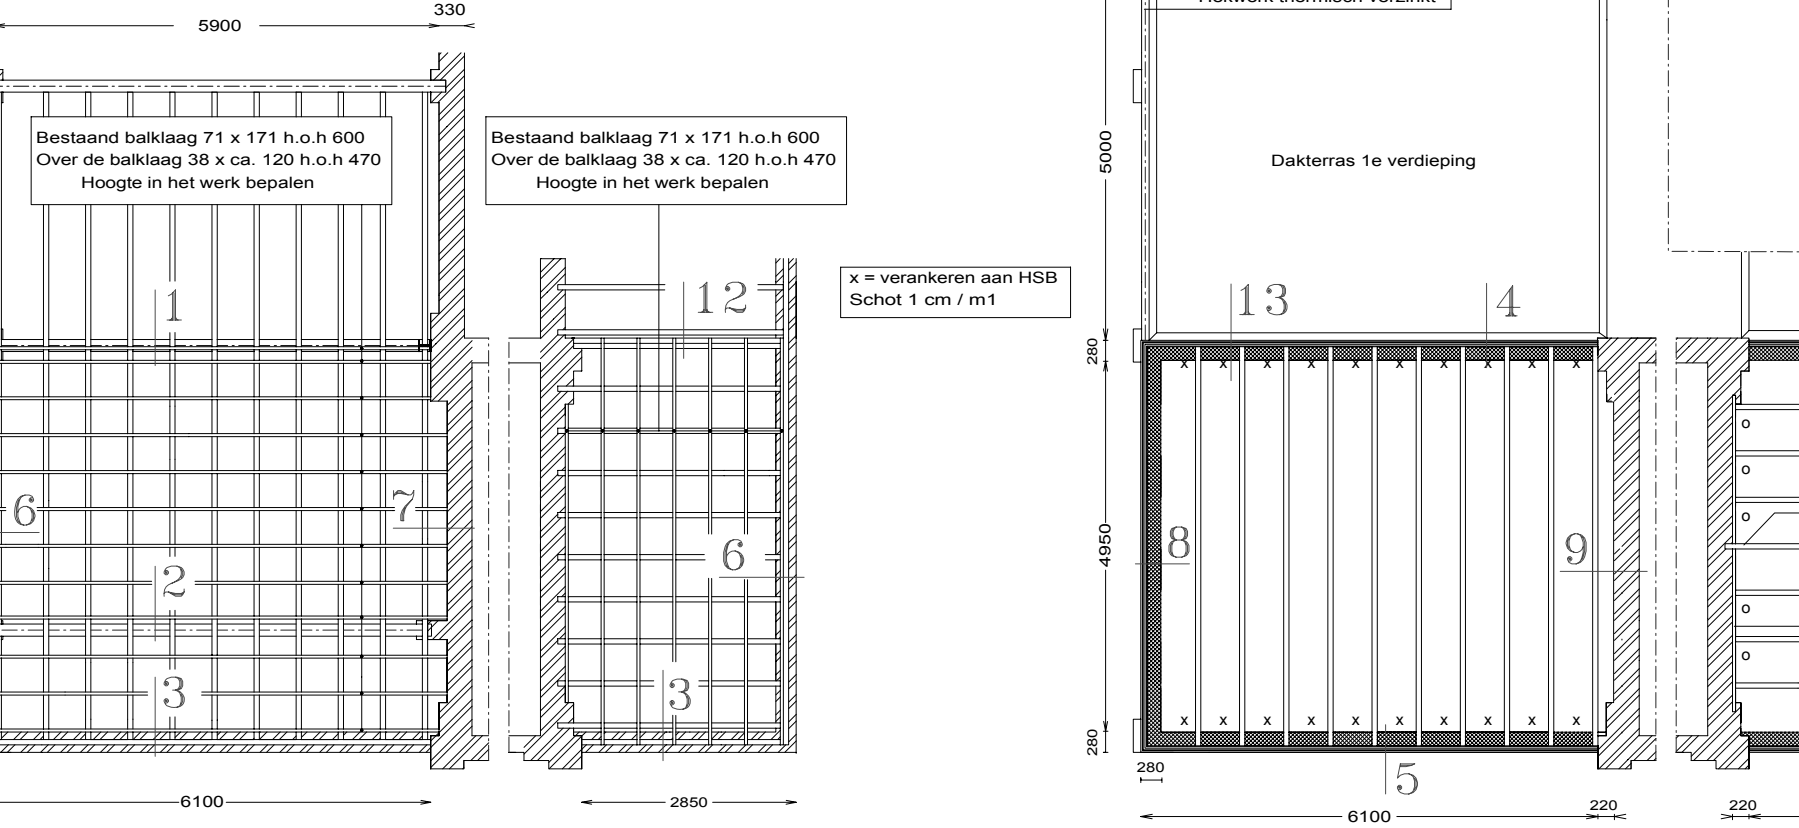 330
5900
Bestaand balklaag 71 x 171 h.o.h 600
Over de balklaag 38 x ca. 120 h.o.h 470
Hoogte in het werk bepalen
Bestaand balklaag 71 x 171 h.o.h 600
Over de balklaag 38 x ca. 120 h.o.h 470
Hoogte in het werk bepalen
x = verankeren aan HSB
Schot 1 cm / m1
1
12
6
7
2
6
3
3
6100
2850
Hekwerk thermisch verzinkt
5000
Dakterras 1e verdieping
13
4
280
x x x x x x x x x x
4950
8
9
o
o
o
o
o
x x x x x x x x x x
280
280
5
6100
220
220